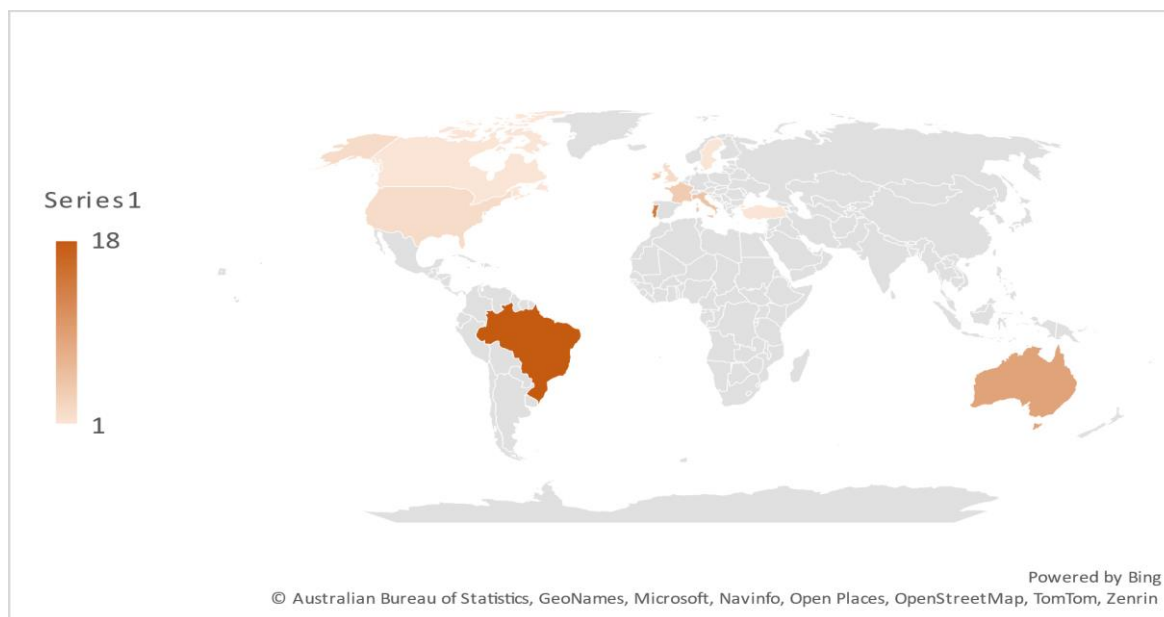 Series1
18
1
Powered by Bing
© Australian Bureau of Statistics, GeoNames, Microsoft, Navinfo, Open Places, OpenStreetMap, TomTom, Zenrin